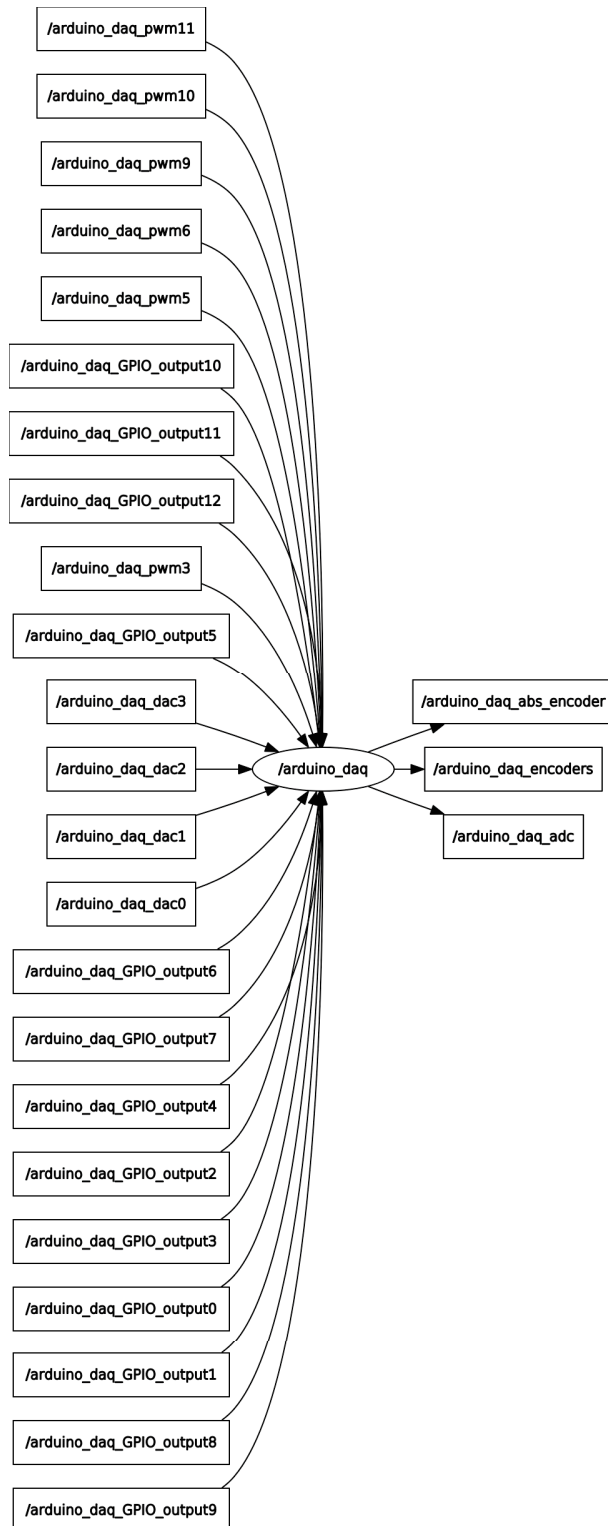 /arduino_daq_pwm11
/arduino_daq_pwm10
/arduino_daq_pwm9
/arduino_daq_pwm6
/arduino_daq_pwm5
/arduino_daq_GPIO_output10
/arduino_daq_GPIO_output11
/arduino_daq_GPIO_output12
/arduino_daq_pwm3
/arduino_daq_GPIO_output5
/arduino_daq_dac3
/arduino_daq_dac2
/arduino_daq_dac1
/arduino_daq_dac0
/arduino_daq_GPIO_output6
/arduino_daq_GPIO_output7
/arduino_daq_GPIO_output4
/arduino_daq_GPIO_output2
/arduino_daq_GPIO_output3
/arduino_daq_GPIO_output0
/arduino_daq_GPIO_output1
/arduino_daq_GPIO_output8
/arduino_daq_GPIO_output9
/arduino_daq
/arduino_daq_abs_encoder
/arduino_daq_encoders
/arduino_daq_adc